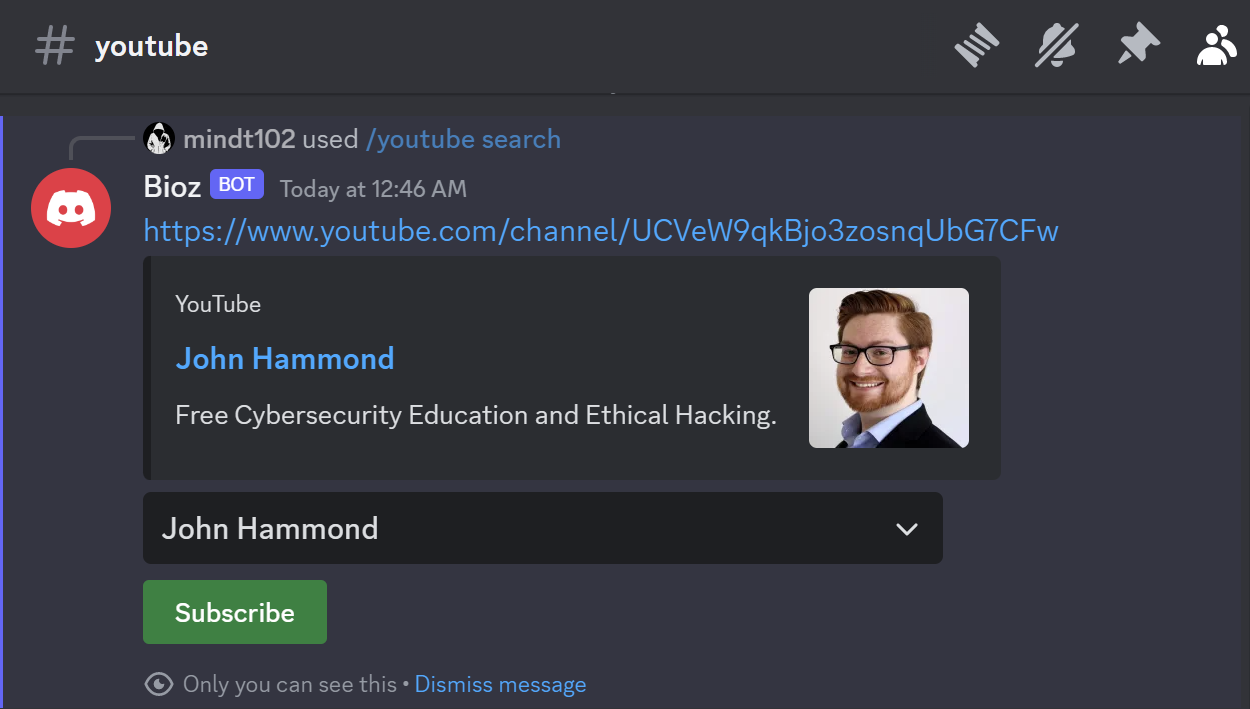 # youtube
mindt102 used /youtube search
Bioz BOT Today at 12:46 AM
https://www.youtube.com/channel/UCVeW9qkBjo3zosnqUbG7CFw
YouTube
John Hammond
Free Cybersecurity Education and Ethical Hacking.
John Hammond
Subscribe
Only you can see this • Dismiss message